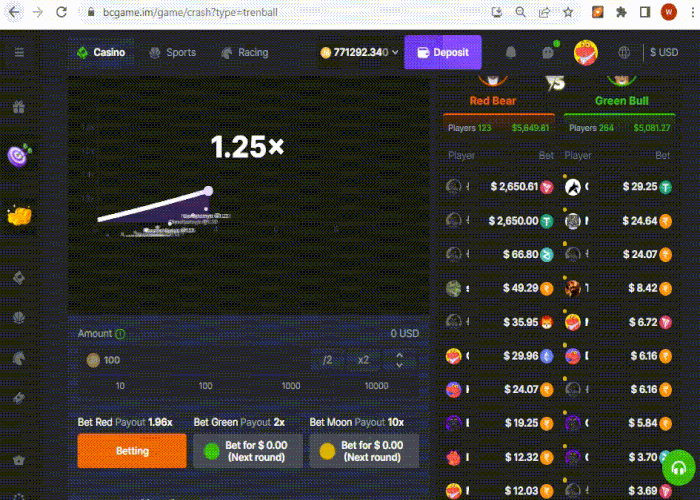 bcgame.im/game/crash?type=trenball
W
Casino
Sports
Racing
771292.340
Deposit
$ USD
VS
Red Bear
Green Bull
Players 123
$5,649.61
Players 264
$5,081.27
Player
Bet
Player
Bet
1.25×
$ 2,650.61
$ 29.25
$ 2,650.00
$ 24.64
$ 66.80
$ 24.07
$ 49.29
$ 8.42
$ 35.95
$ 6.72
$ 29.96
$ 6.16
$ 24.07
$ 6.16
$ 19.25
$ 5.84
$ 12.32
$ 3.70
$ 12.03
$ 3.69
Amount
0 USD
100
/2
x2
10
100
1000
10000
Bet Red Payout 1.96x
Bet Green Payout 2x
Bet Moon Payout 10x
Betting
Bet for $ 0.00
(Next round)
Bet for $ 0.00
(Next round)